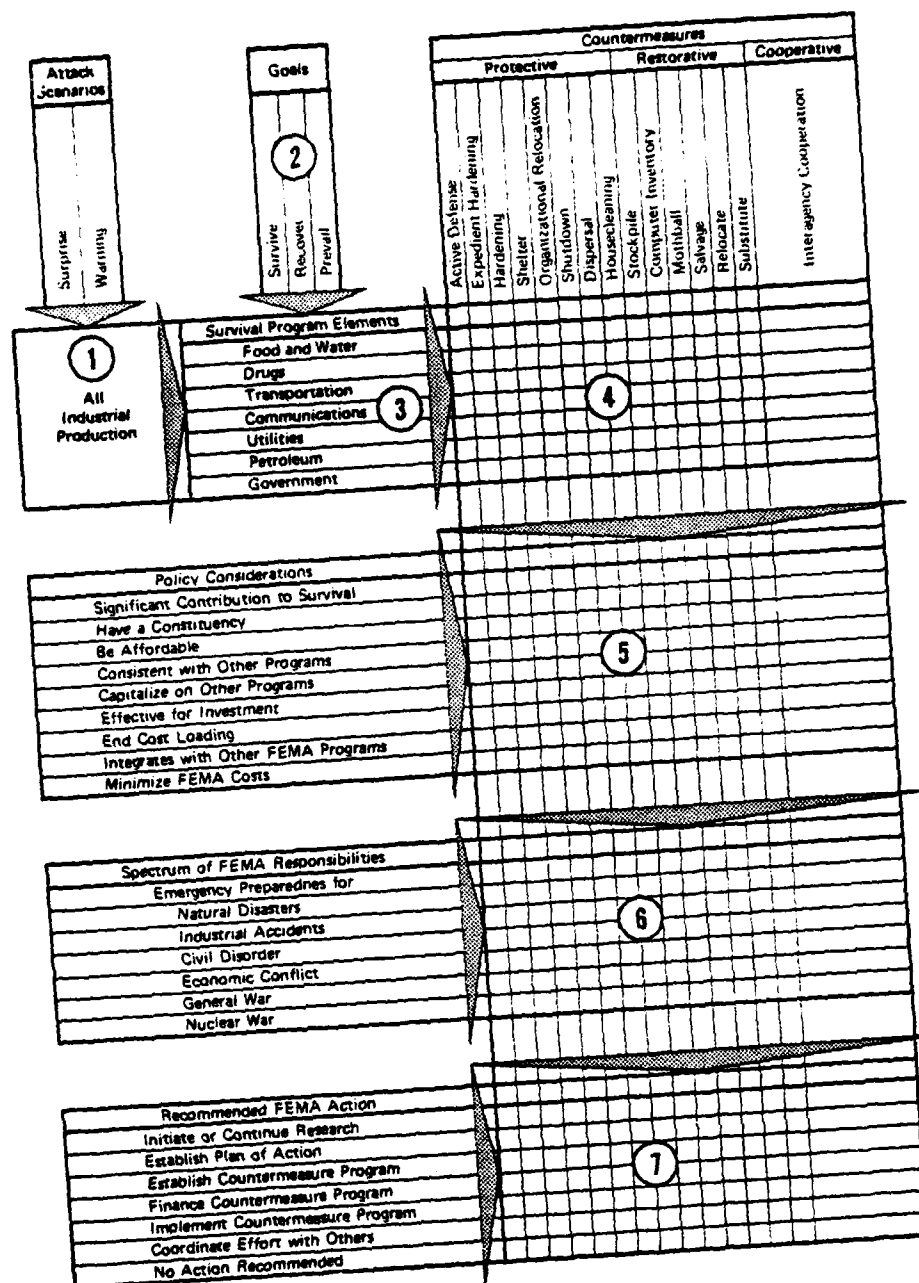 Attack
Scenarios
Surprise
Warning
Goals
2
Survive
Recover
Prevail
Countermeasures
Protective
Restorative
Cooperative
Active Defense
Expedient Hardening
Hardening
Shelter
Organizational Relocation
Shutdown
Dispersal
Housecleaning
Stockpile
Computer Inventory
Mothball
Salvage
Relocate
Substitute
Interagency Cooperation
1
All
Industrial
Production
Survival Program Elements
Food and Water
Drugs
Transportation
Communications
Utilities
Petroleum
Government
3
4
Policy Considerations
Significant Contribution to Survival
Have a Constituency
Be Affordable
Consistent with Other Programs
Capitalize on Other Programs
Effective for Investment
End Cost Loading
Integrates with Other FEMA Programs
Minimize FEMA Costs
5
Spectrum of FEMA Responsibilities
Emergency Preparednes for
Natural Disasters
Industrial Accidents
Civil Disorder
Economic Conflict
General War
Nuclear War
6
Recommended FEMA Action
Initiate or Continue Research
Establish Plan of Action
Establish Countermeasure Program
Finance Countermeasure Program
Implement Countermeasure Program
Coordinate Effort with Others
No Action Recommended
7